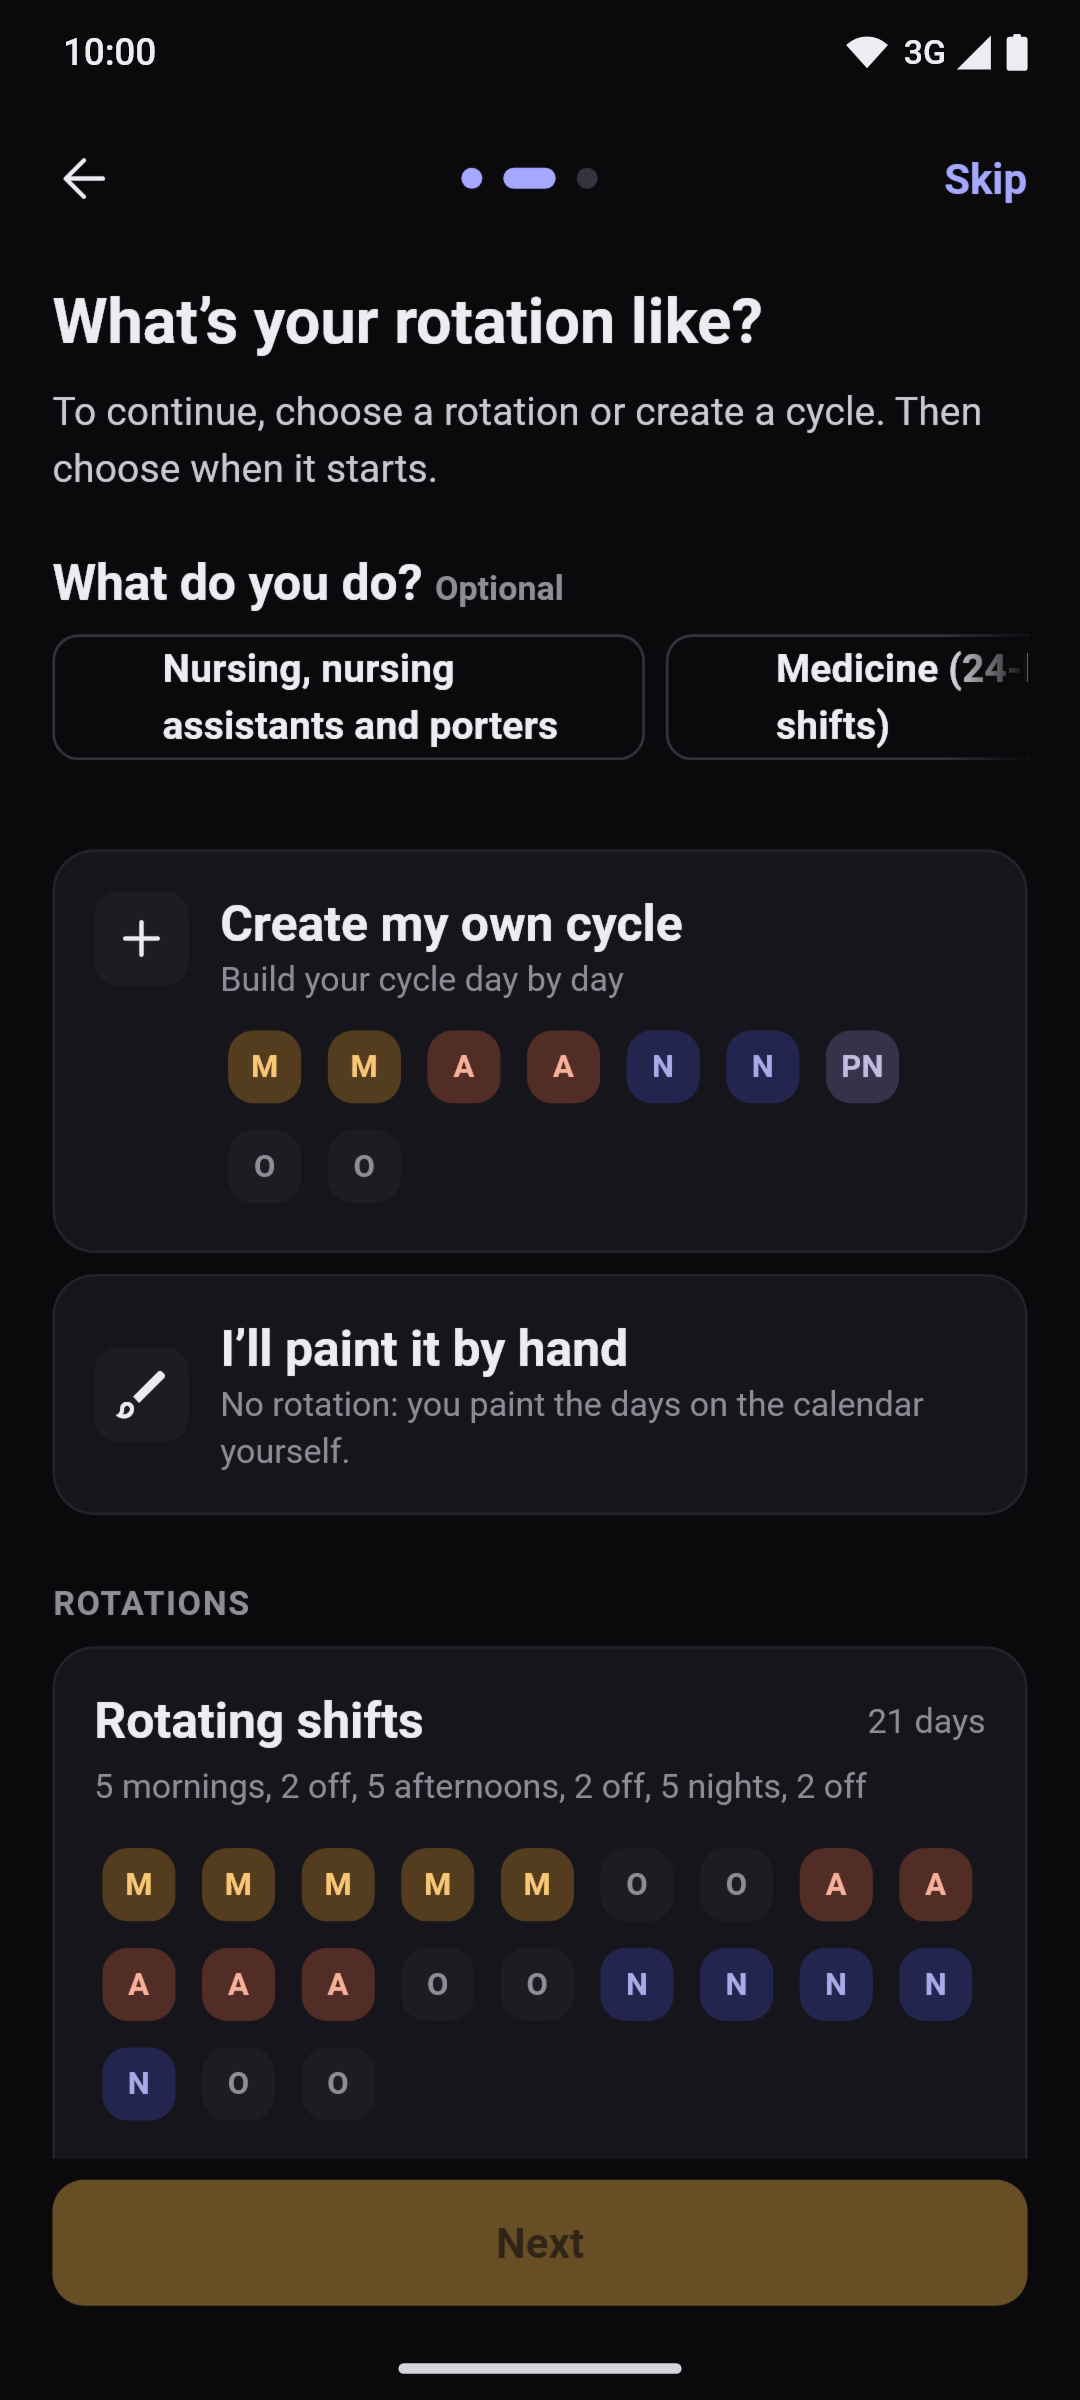 10:00
3G
Skip
What’s your rotation like?
To continue, choose a rotation or create a cycle. Then
choose when it starts.
What do you do? Optional
Nursing, nursing
assistants and porters
Medicine (24-
shifts)
Create my own cycle
Build your cycle day by day
M M A A N N PN
O O
I’ll paint it by hand
No rotation: you paint the days on the calendar
yourself.
ROTATIONS
Rotating shifts
21 days
5 mornings, 2 off, 5 afternoons, 2 off, 5 nights, 2 off
M M M M M O O A A
A A A O O N N N N
N O O
Next